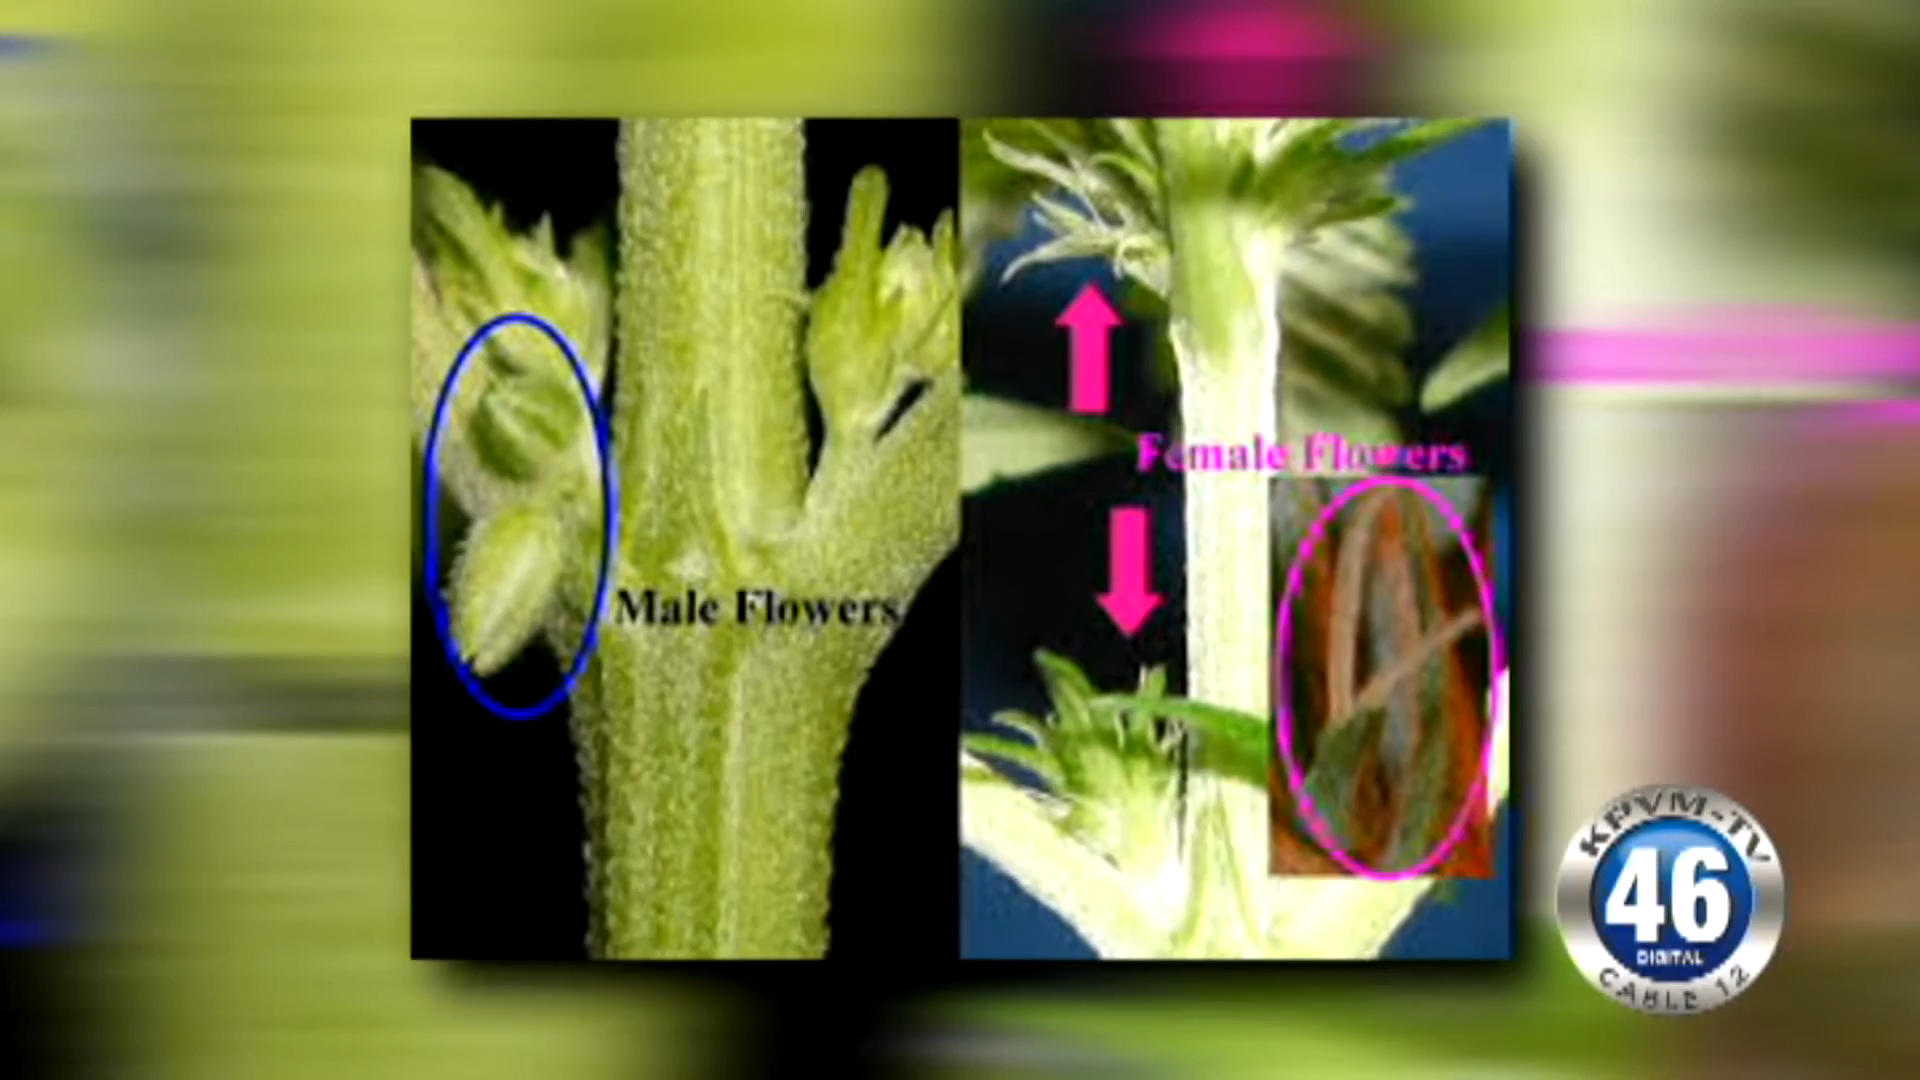 Male Flowers
Female Flowers
KPVM-TV
46
DIGITAL
CABLE 12